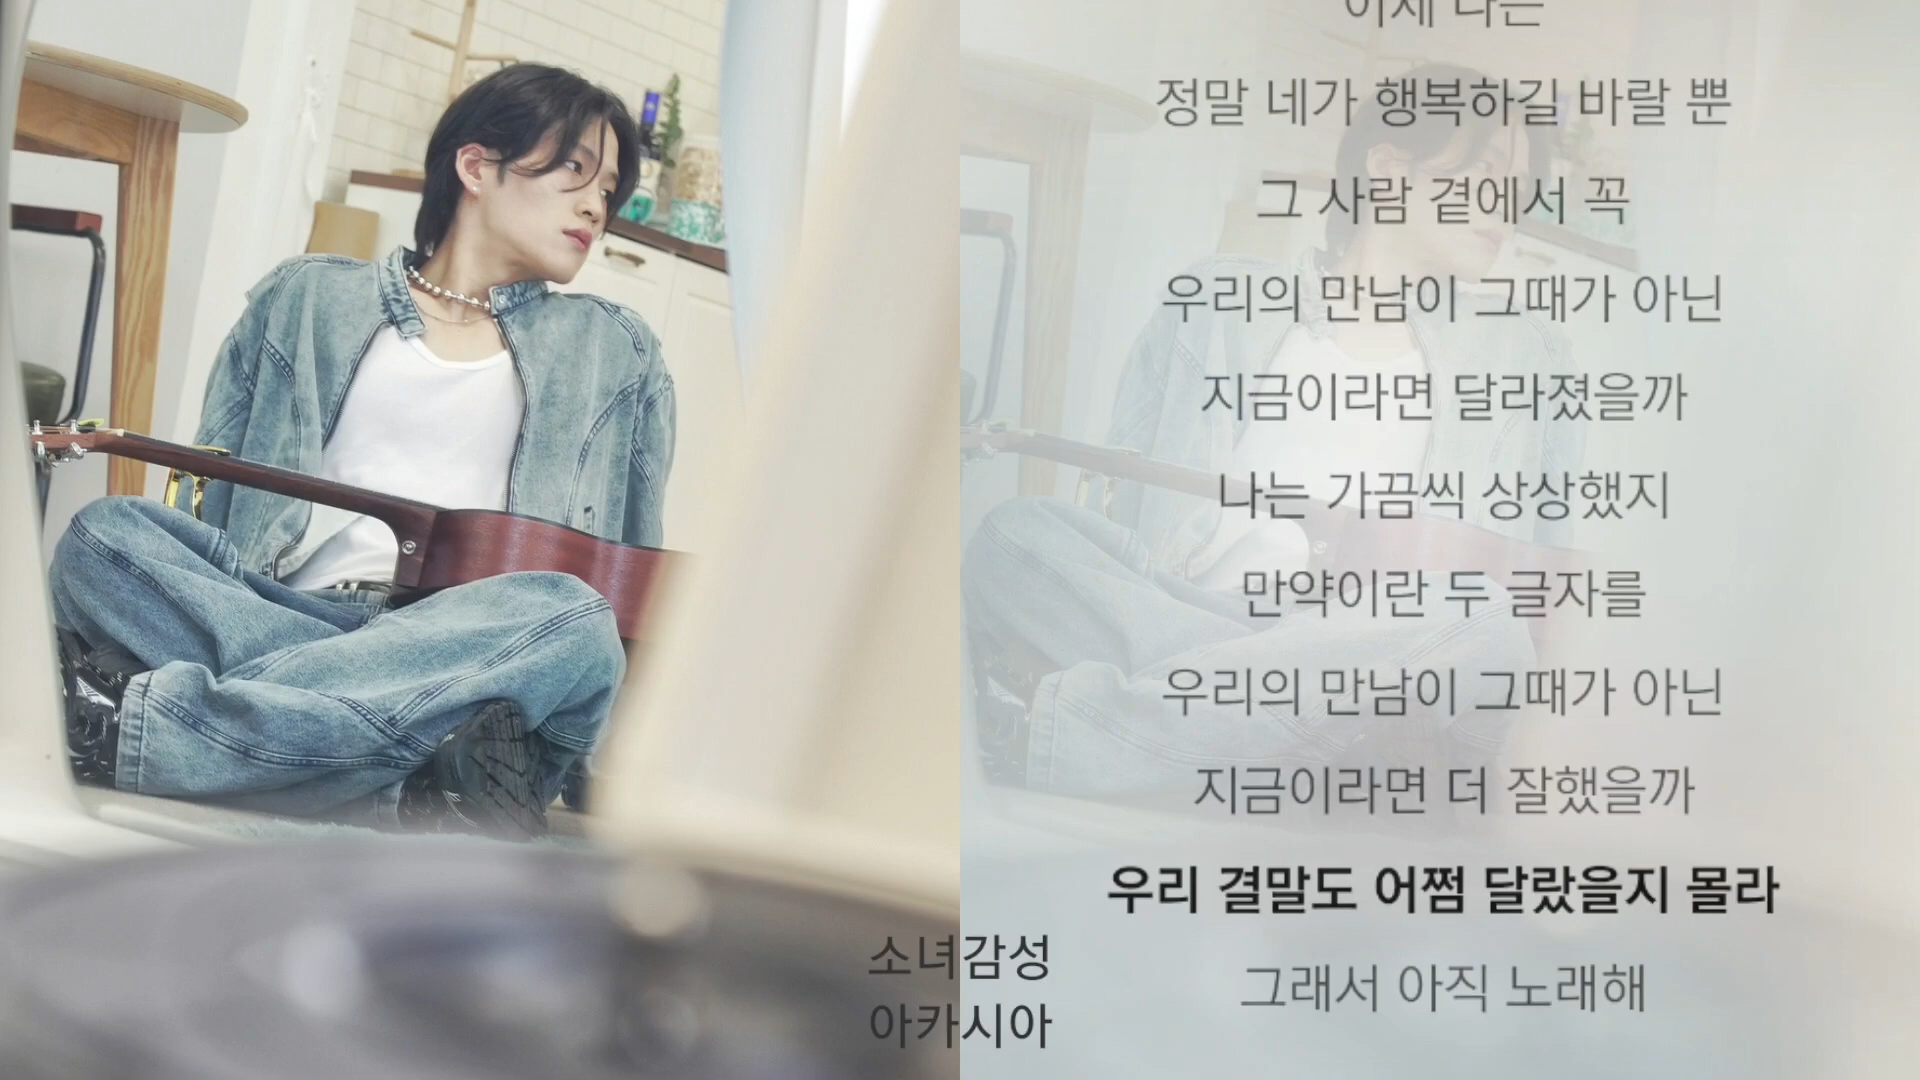 이제 나는
정말 네가 행복하길 바랄 뿐
그 사람 곁에서 꼭
우리의 만남이 그때가 아닌
지금이라면 달라졌을까
나는 가끔씩 상상했지
만약이란 두 글자를
우리의 만남이 그때가 아닌
지금이라면 더 잘했을까
우리 결말도 어쩜 달랐을지 몰라
그래서 아직 노래해
소녀감성
아카시아